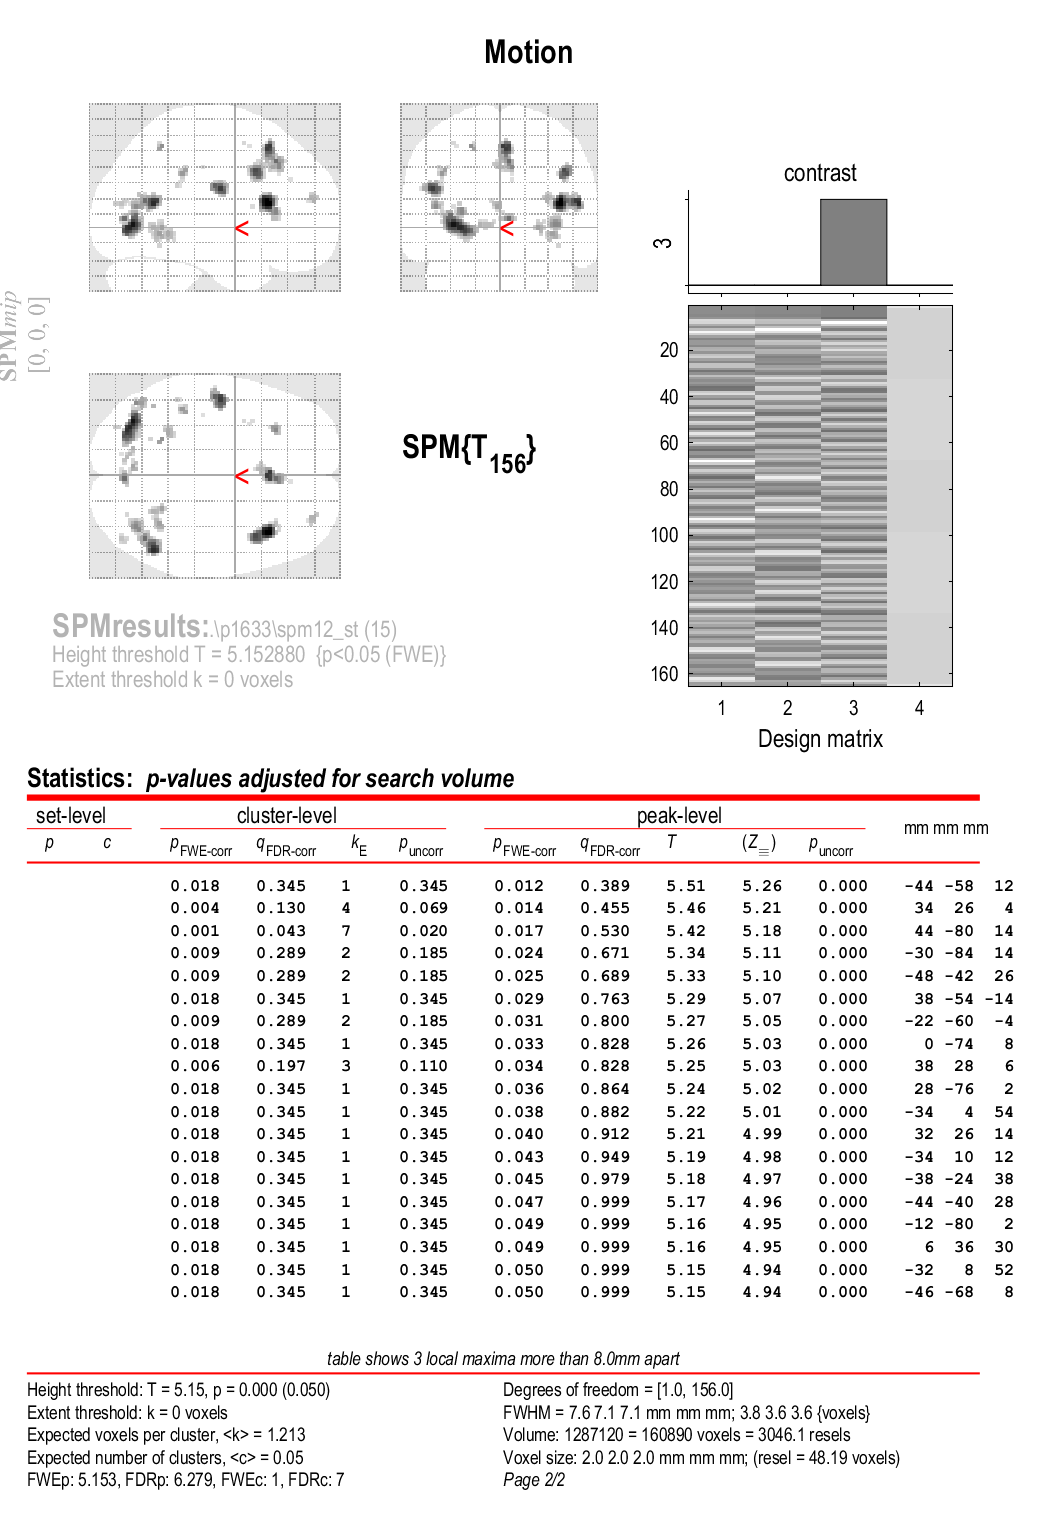 Motion
SPMmip
[0, 0, 0]
<
<
<
SPM{T156}
contrast
3
20
40
60
80
100
120
140
160
1 2 3 4
Design matrix
SPMresults:.\p1633\spm12_st (15)
Height threshold T = 5.152880 {p<0.05 (FWE)}
Extent threshold k = 0 voxels
Statistics: p-values adjusted for search volume
set-level cluster-level peak-level mm mm mm
p c pFWE-corr qFDR-corr kE puncorr pFWE-corr qFDR-corr T (Z≡) puncorr
0.018 0.345 1 0.345 0.012 0.389 5.51 5.26 0.000 -44 -58 12
0.004 0.130 4 0.069 0.014 0.455 5.46 5.21 0.000 34 26 4
0.001 0.043 7 0.020 0.017 0.530 5.42 5.18 0.000 44 -80 14
0.009 0.289 2 0.185 0.024 0.671 5.34 5.11 0.000 -30 -84 14
0.009 0.289 2 0.185 0.025 0.689 5.33 5.10 0.000 -48 -42 26
0.018 0.345 1 0.345 0.029 0.763 5.29 5.07 0.000 38 -54 -14
0.009 0.289 2 0.185 0.031 0.800 5.27 5.05 0.000 -22 -60 -4
0.018 0.345 1 0.345 0.033 0.828 5.26 5.03 0.000 0 -74 8
0.006 0.197 3 0.110 0.034 0.828 5.25 5.03 0.000 38 28 6
0.018 0.345 1 0.345 0.036 0.864 5.24 5.02 0.000 28 -76 2
0.018 0.345 1 0.345 0.038 0.882 5.22 5.01 0.000 -34 4 54
0.018 0.345 1 0.345 0.040 0.912 5.21 4.99 0.000 32 26 14
0.018 0.345 1 0.345 0.043 0.949 5.19 4.98 0.000 -34 10 12
0.018 0.345 1 0.345 0.045 0.979 5.18 4.97 0.000 -38 -24 38
0.018 0.345 1 0.345 0.047 0.999 5.17 4.96 0.000 -44 -40 28
0.018 0.345 1 0.345 0.049 0.999 5.16 4.95 0.000 -12 -80 2
0.018 0.345 1 0.345 0.049 0.999 5.16 4.95 0.000 6 36 30
0.018 0.345 1 0.345 0.050 0.999 5.15 4.94 0.000 -32 8 52
0.018 0.345 1 0.345 0.050 0.999 5.15 4.94 0.000 -46 -68 8
table shows 3 local maxima more than 8.0mm apart
Height threshold: T = 5.15, p = 0.000 (0.050)
Extent threshold: k = 0 voxels
Expected voxels per cluster, <k> = 1.213
Expected number of clusters, <c> = 0.05
FWEp: 5.153, FDRp: 6.279, FWEc: 1, FDRc: 7
Degrees of freedom = [1.0, 156.0]
FWHM = 7.6 7.1 7.1 mm mm mm; 3.8 3.6 3.6 {voxels}
Volume: 1287120 = 160890 voxels = 3046.1 resels
Voxel size: 2.0 2.0 2.0 mm mm mm; (resel = 48.19 voxels)
Page 2/2